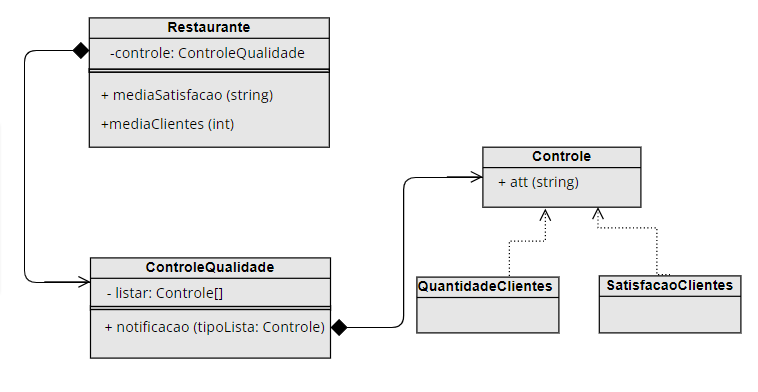 Restaurante
-controle: ControleQualidade
+ mediaSatisfacao (string)
+mediaClientes (int)
Controle
+ att (string)
ControleQualidade
- listar: Controle[]
+ notificacao (tipoLista: Controle)
QuantidadeClientes
SatisfacaoClientes